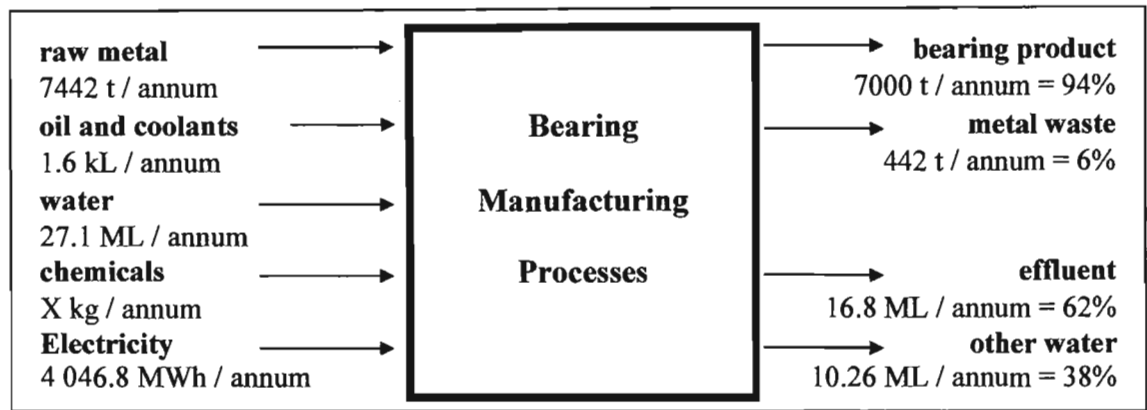 raw metal
7442 t / annum
oil and coolants
1.6 kL / annum
water
27.1 ML / annum
chemicals
X kg / annum
Electricity
4 046.8 MWh / annum
Bearing
Manufacturing
Processes
bearing product
7000 t / annum = 94%
metal waste
442 t / annum = 6%
effluent
16.8 ML / annum = 62%
other water
10.26 ML / annum = 38%